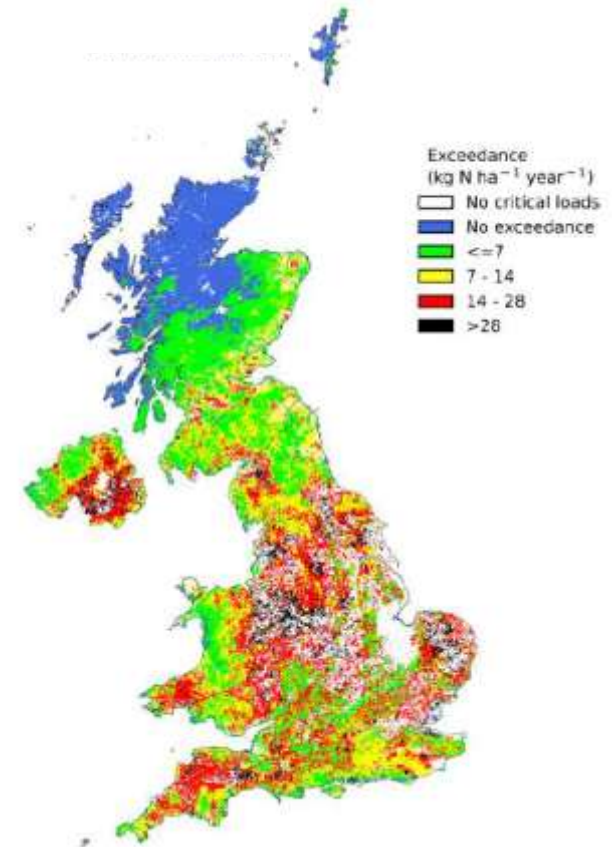 Exceedance
(kg N ha⁻¹ year⁻¹)
No critical loads
No exceedance
<=7
7 - 14
14 - 28
>28